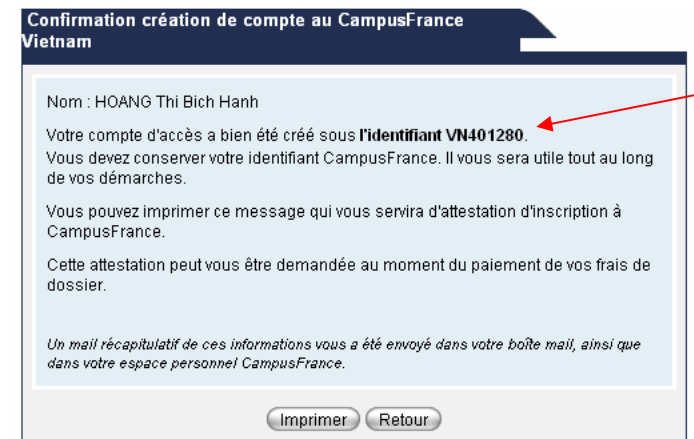 Confirmation création de compte au CampusFrance
Vietnam
Nom : HOANG Thi Bich Hanh
Votre compte d'accès a bien été créé sous l'identifiant VN401280.
Vous devez conserver votre identifiant CampusFrance. Il vous sera utile tout au long
de vos démarches.
Vous pouvez imprimer ce message qui vous servira d'attestation d'inscription à
CampusFrance.
Cette attestation peut vous être demandée au moment du paiement de vos frais de
dossier.
Un mail récapitulatif de ces informations vous a été envoyé dans votre boîte mail, ainsi que
dans votre espace personnel CampusFrance.
Imprimer Retour